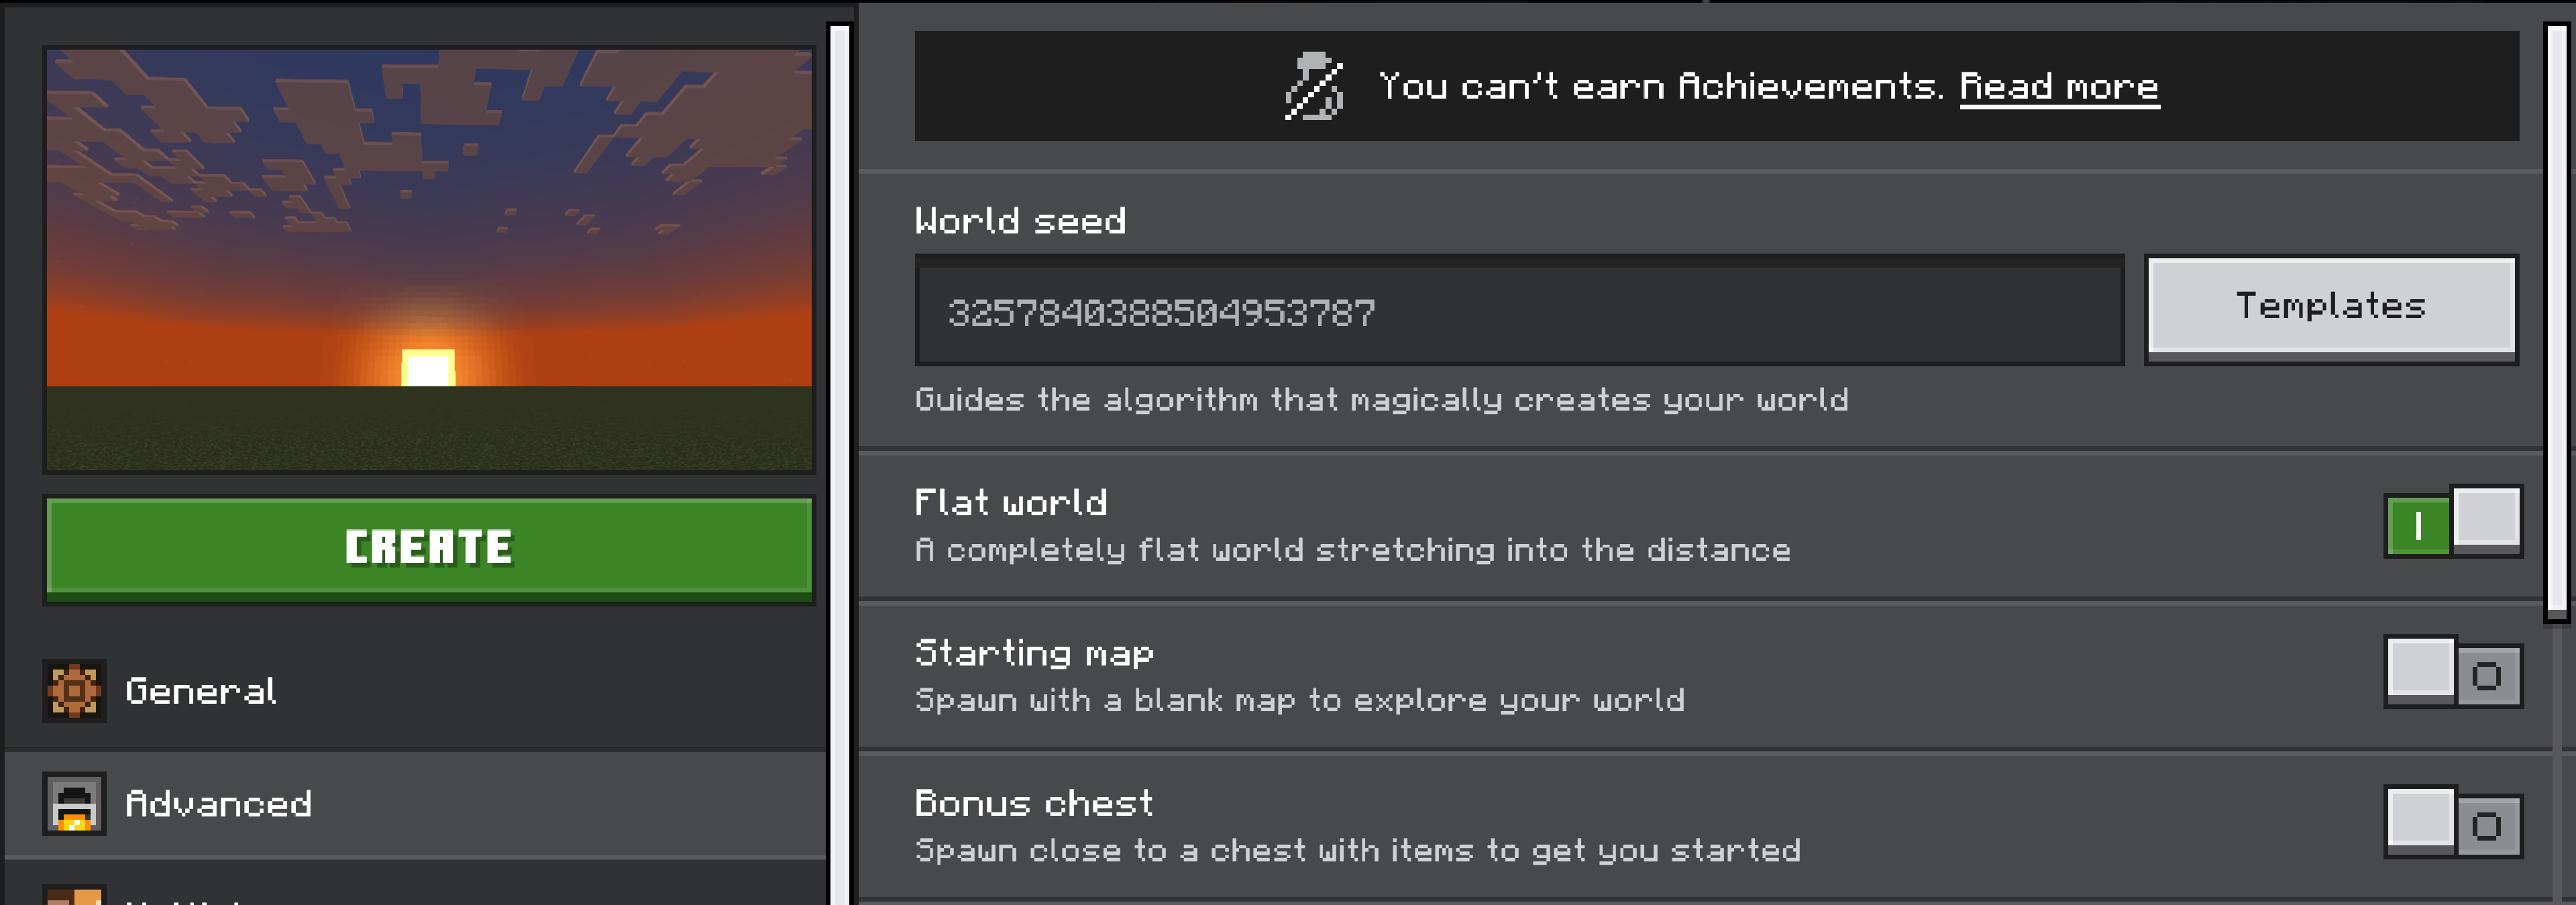 You can't earn Achievements. Read more
World seed
3257840388504953787
Templates
Guides the algorithm that magically creates your world
CREATE
Flat world
A completely flat world stretching into the distance
Starting map
Spawn with a blank map to explore your world
General
Advanced
Bonus chest
Spawn close to a chest with items to get you started